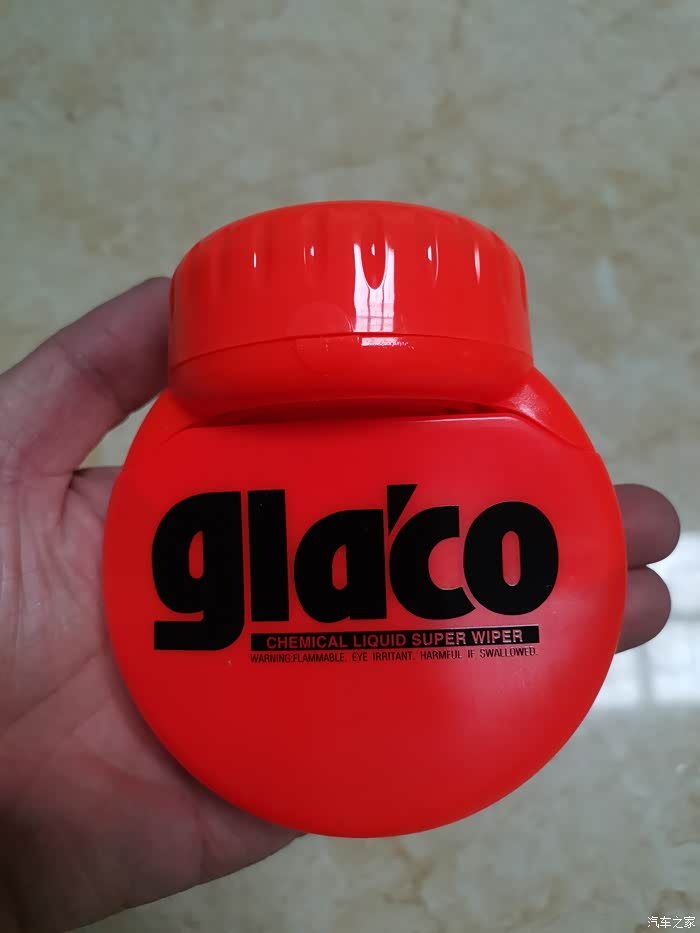 gla'co
CHEMICAL LIQUID SUPER WIPER
WARNING:FLAMMABLE. EYE IRRITANT. HARMFUL IF SWALLOWED.
汽车之家